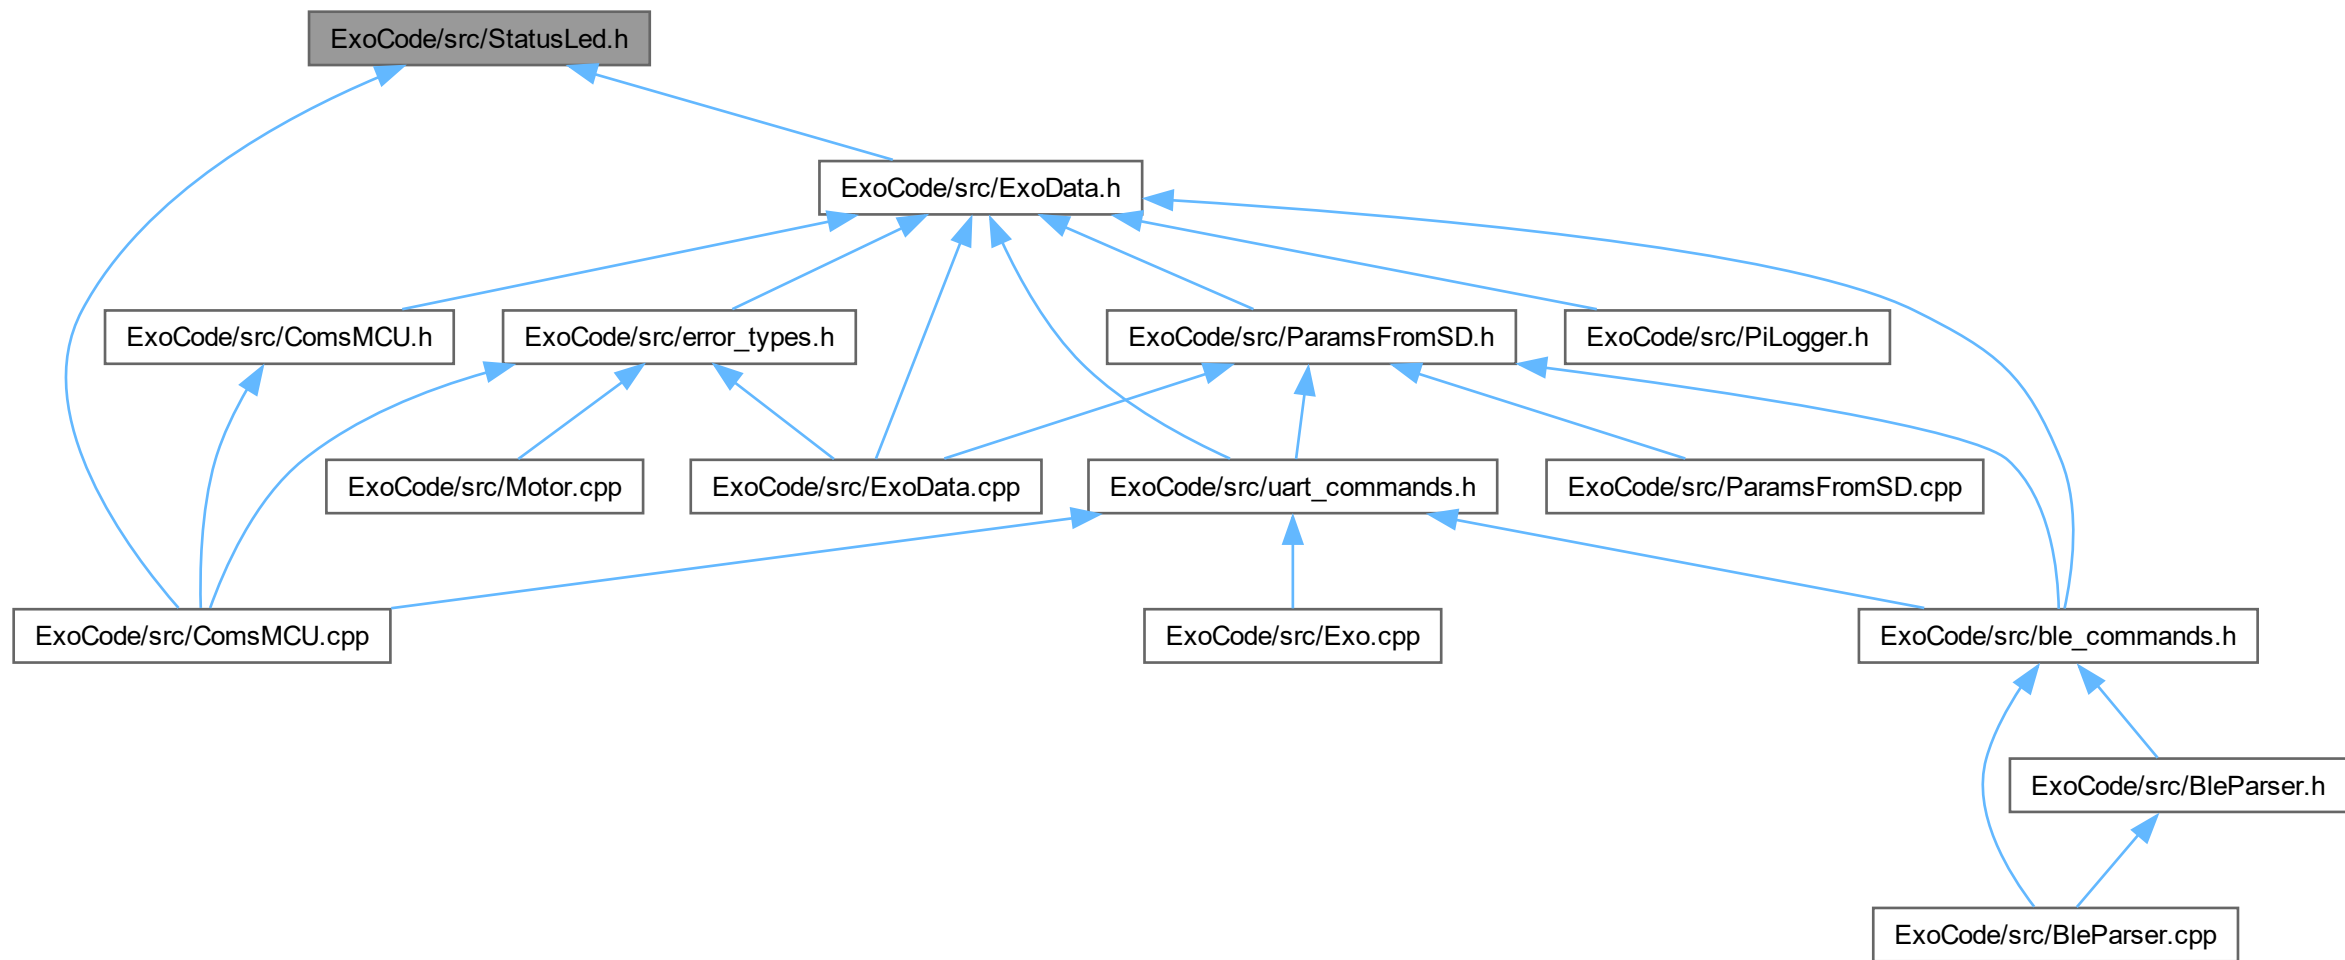 ExoCode/src/StatusLed.h
ExoCode/src/ExoData.h
ExoCode/src/ComsMCU.h
ExoCode/src/error_types.h
ExoCode/src/ParamsFromSD.h
ExoCode/src/PiLogger.h
ExoCode/src/Motor.cpp
ExoCode/src/ExoData.cpp
ExoCode/src/uart_commands.h
ExoCode/src/ParamsFromSD.cpp
ExoCode/src/ComsMCU.cpp
ExoCode/src/Exo.cpp
ExoCode/src/ble_commands.h
ExoCode/src/BleParser.h
ExoCode/src/BleParser.cpp